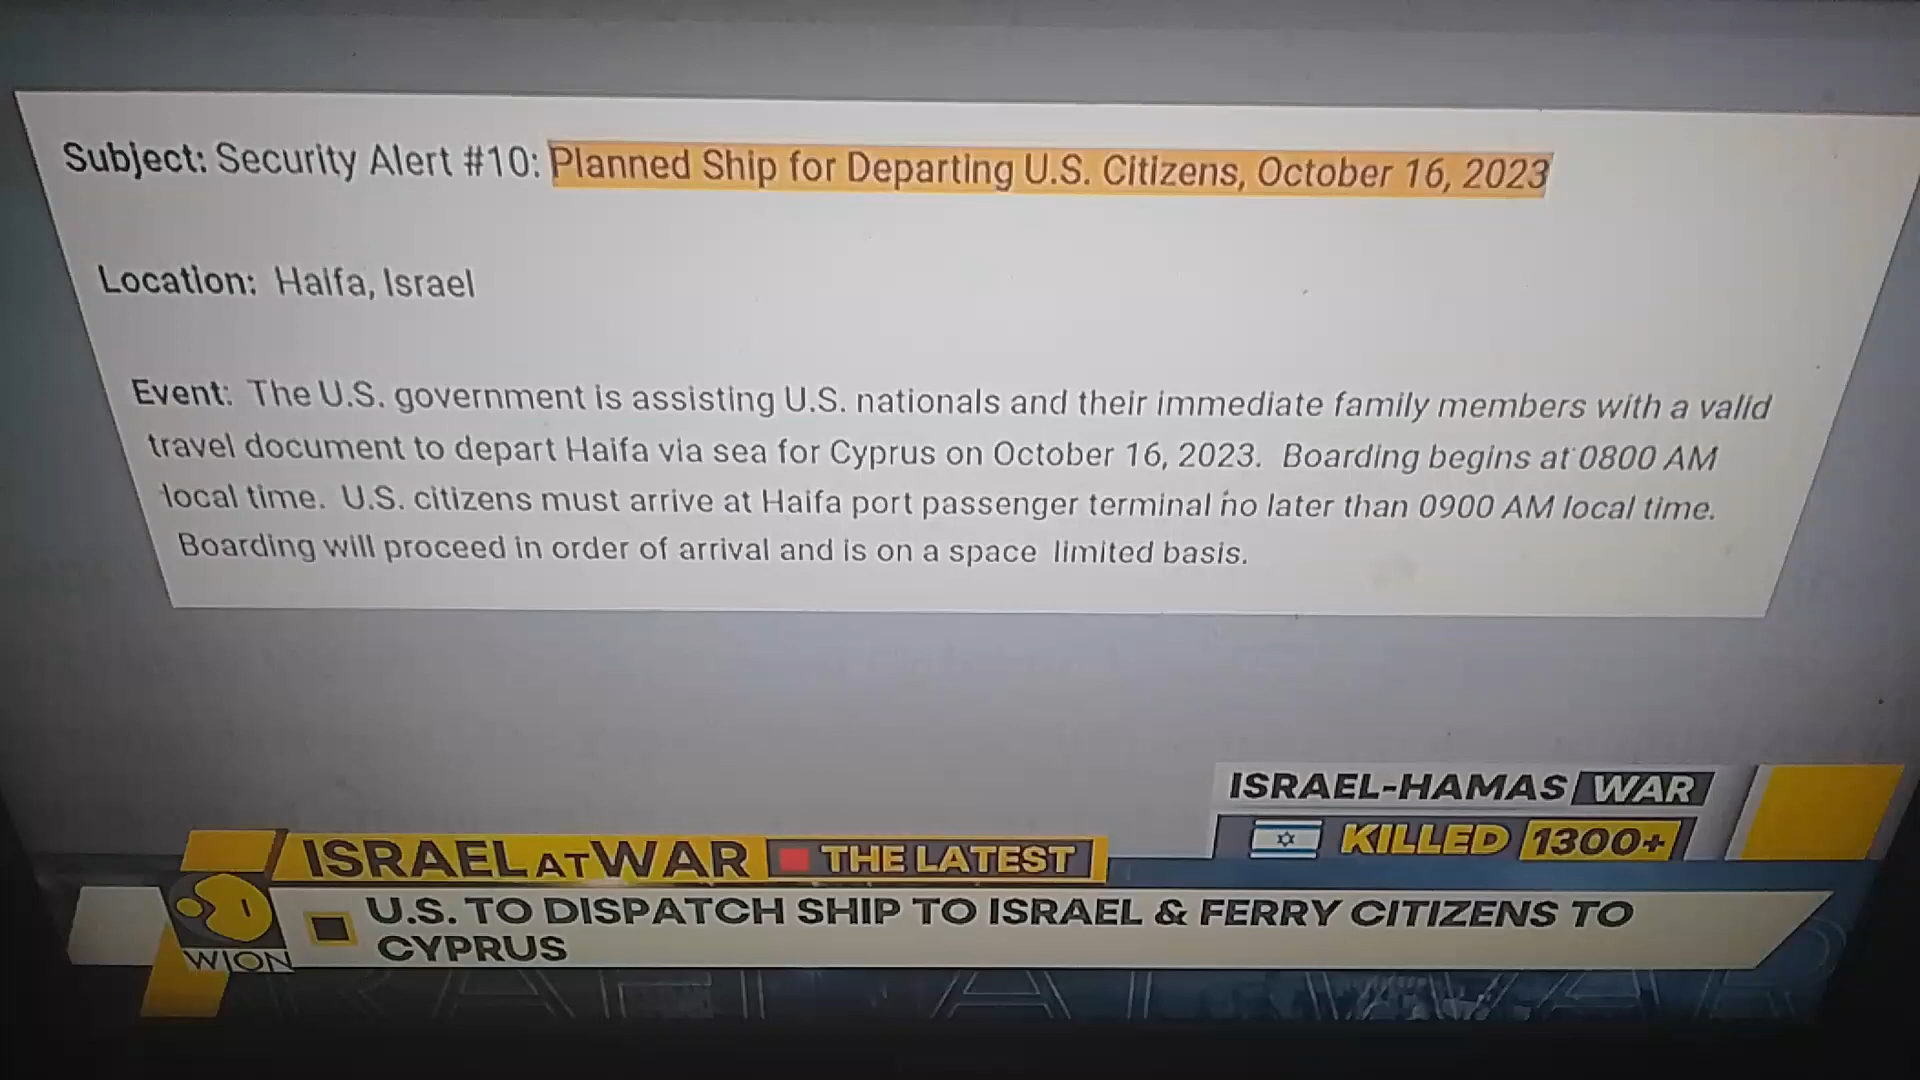 Subject: Security Alert #10: Planned Ship for Departing U.S. Citizens, October 16, 2023
Location: Haifa, Israel
Event: The U.S. government is assisting U.S. nationals and their immediate family members with a valid
travel document to depart Haifa via sea for Cyprus on October 16, 2023. Boarding begins at 0800 AM
local time. U.S. citizens must arrive at Haifa port passenger terminal no later than 0900 AM local time.
Boarding will proceed in order of arrival and is on a space limited basis.
ISRAEL-HAMAS WAR
KILLED 1300+
ISRAEL AT WAR THE LATEST
U.S. TO DISPATCH SHIP TO ISRAEL & FERRY CITIZENS TO
CYPRUS
WION